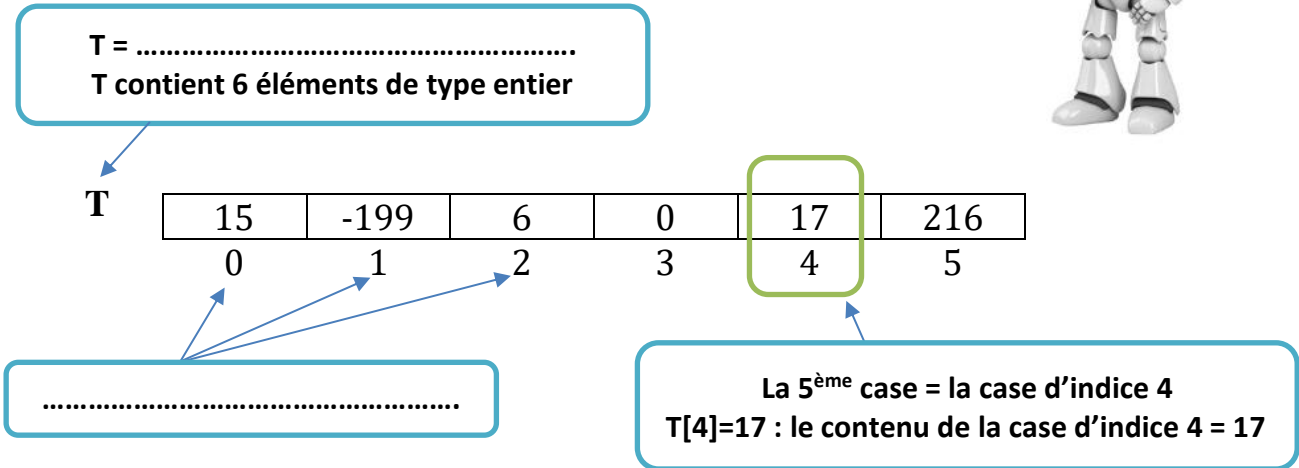 T = ……………………………………………….
T contient 6 éléments de type entier
T
15 -199 6 0 17 216
0 1 2 3 4 5
…………………………………………….
La 5ème case = la case d’indice 4
T[4]=17 : le contenu de la case d’indice 4 = 17